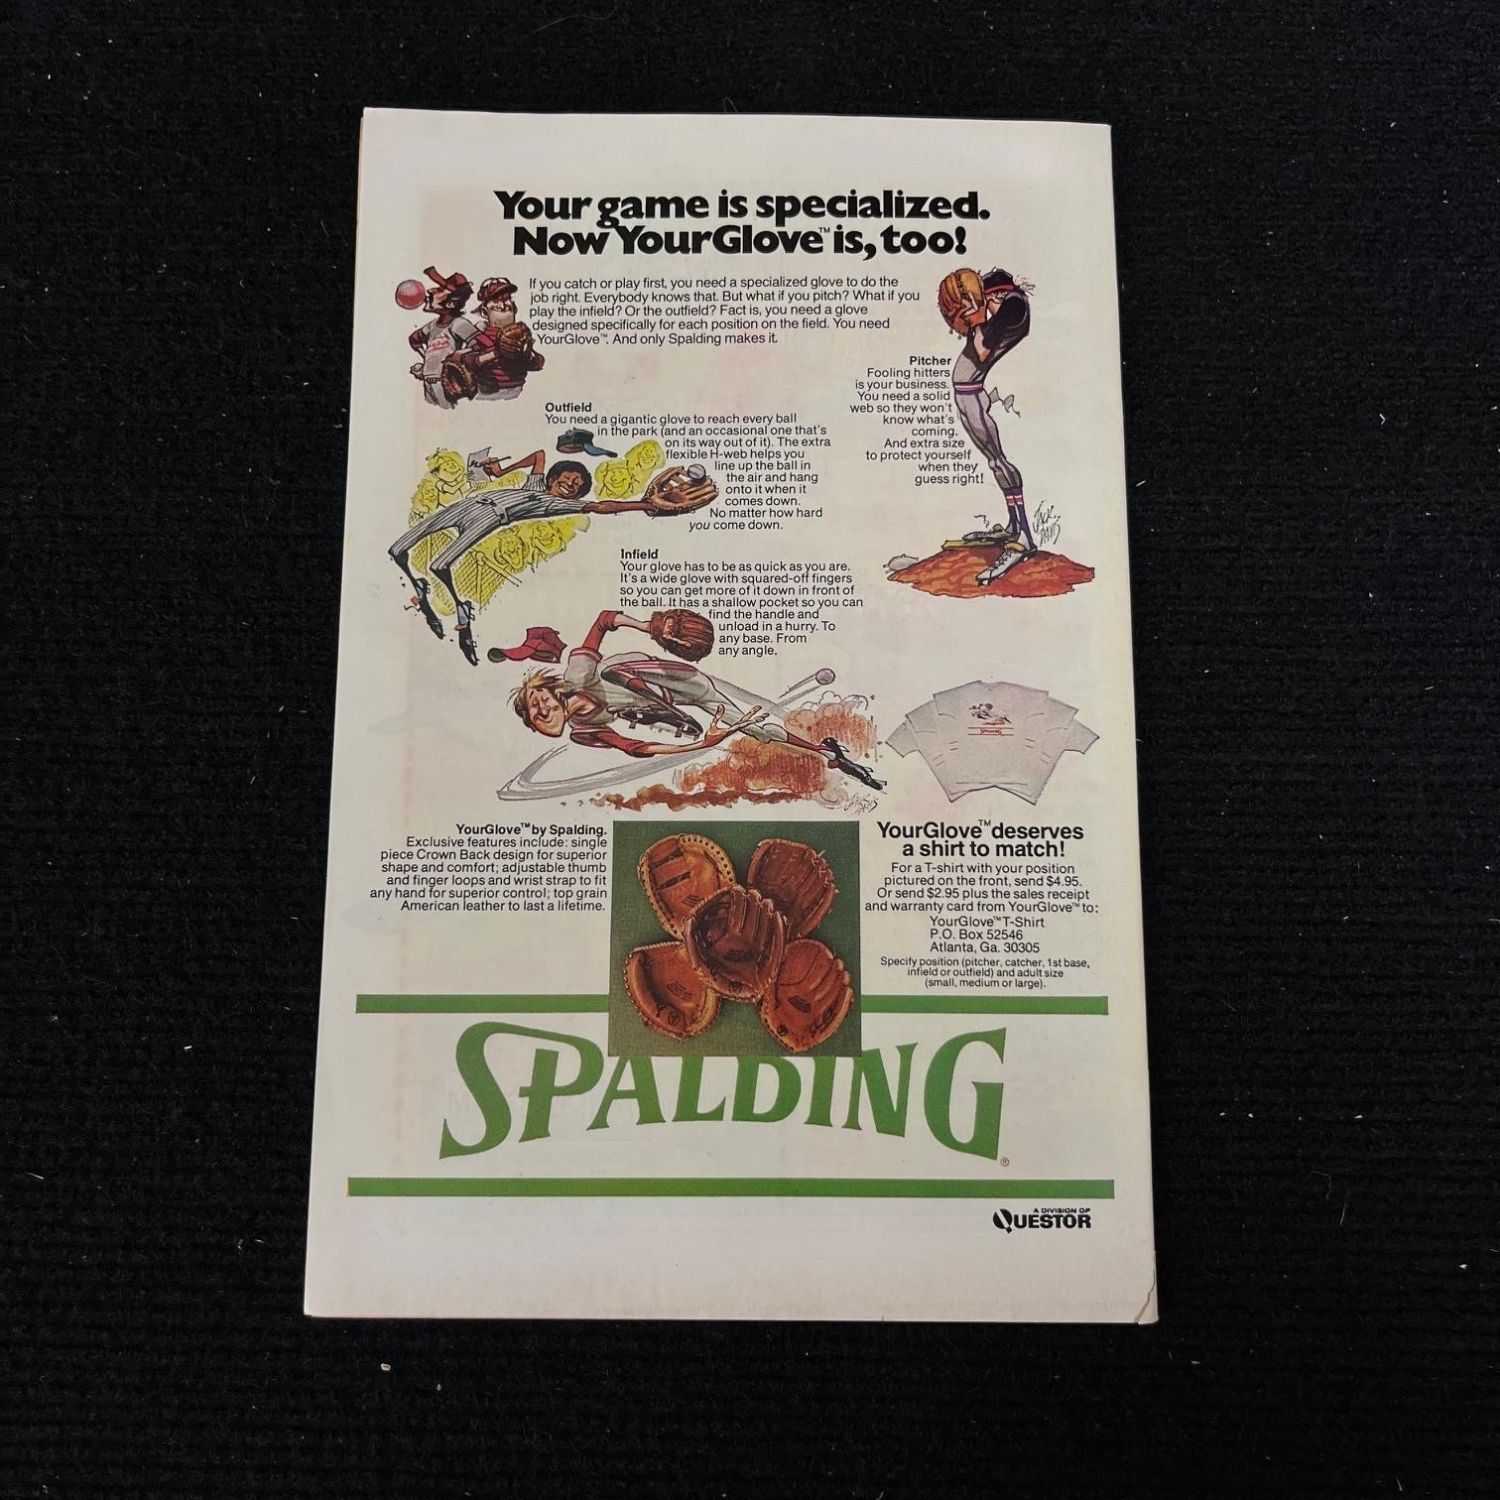 Your game is specialized.
Now YourGlove™ is, too!
If you catch or play first, you need a specialized glove to do the
job right. Everybody knows that. But what if you pitch? What if you
play the infield? Or the outfield? Fact is, you need a glove
designed specifically for each position on the field. You need
YourGlove™. And only Spalding makes it.
Pitcher
Fooling hitters
is your business.
You need a solid
web so they won't
know what's
coming.
And extra size
to protect yourself
when they
guess right!
Outfield
You need a gigantic glove to reach every ball
in the park (and an occasional one that's
on its way out of it). The extra
flexible H-web helps you
line up the ball in
the air and hang
onto it when it
comes down.
No matter how hard
you come down.
JACK
DAVIS
Infield
Your glove has to be as quick as you are.
It's a wide glove with squared-off fingers
so you can get more of it down in front of
the ball. It has a shallow pocket so you can
find the handle and
unload in a hurry. To
any base. From
any angle.
JACK DAVIS
SPALDING
YourGlove™ by Spalding.
Exclusive features include: single
piece Crown Back design for superior
shape and comfort; adjustable thumb
and finger loops and wrist strap to fit
any hand for superior control; top grain
American leather to last a lifetime.
YourGlove™ deserves
a shirt to match!
For a T-shirt with your position
pictured on the front, send $4.95.
Or send $2.95 plus the sales receipt
and warranty card from YourGlove™ to:
YourGlove™ T-Shirt
P.O. Box 52546
Atlanta, Ga. 30305
Specify position (pitcher, catcher, 1st base,
infield or outfield) and adult size
(small, medium or large).
SPALDING®
A DIVISION OF
QUESTOR